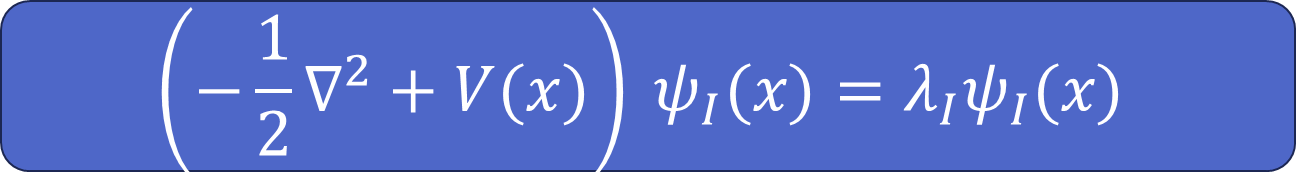 (−1/2 ∇² + V(x)) ψ_I(x) = λ_I ψ_I(x)